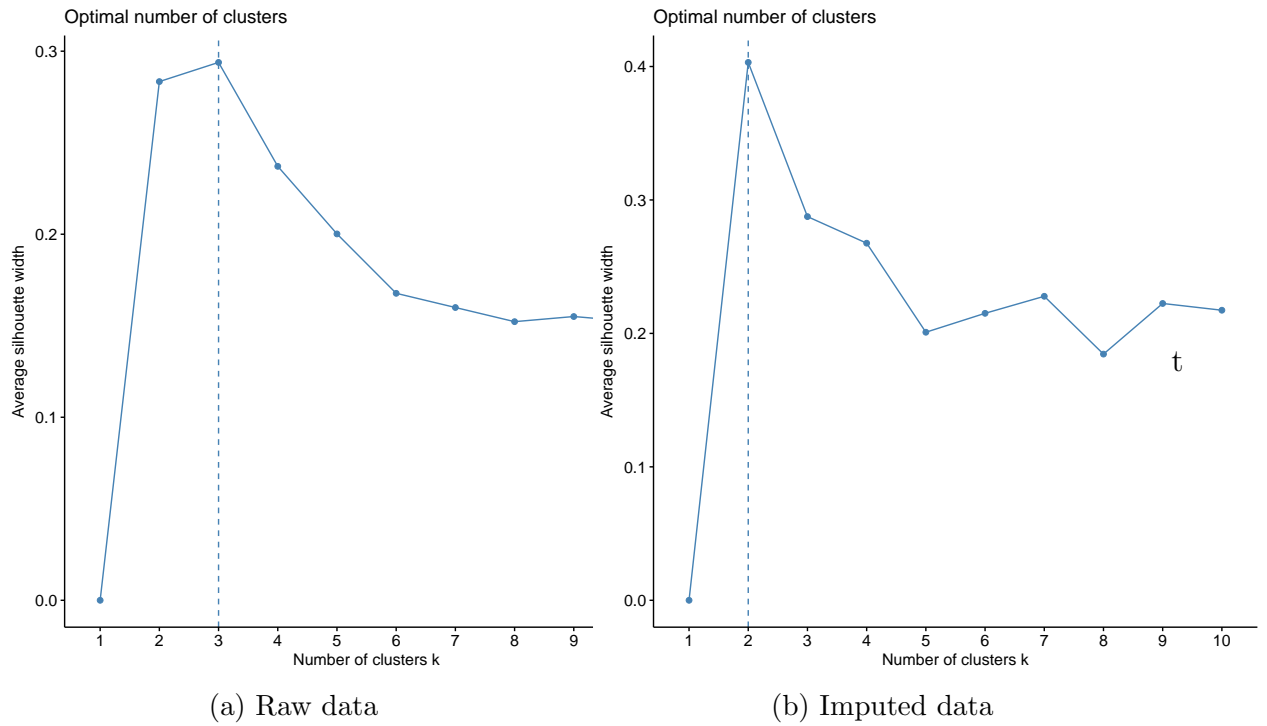 Optimal number of clusters
0.3
0.2
0.1
0.0
Average silhouette width
1 2 3 4 5 6 7 8 9
Number of clusters k
(a) Raw data
Optimal number of clusters
0.4
0.3
0.2
0.1
0.0
Average silhouette width
t
1 2 3 4 5 6 7 8 9 10
Number of clusters k
(b) Imputed data